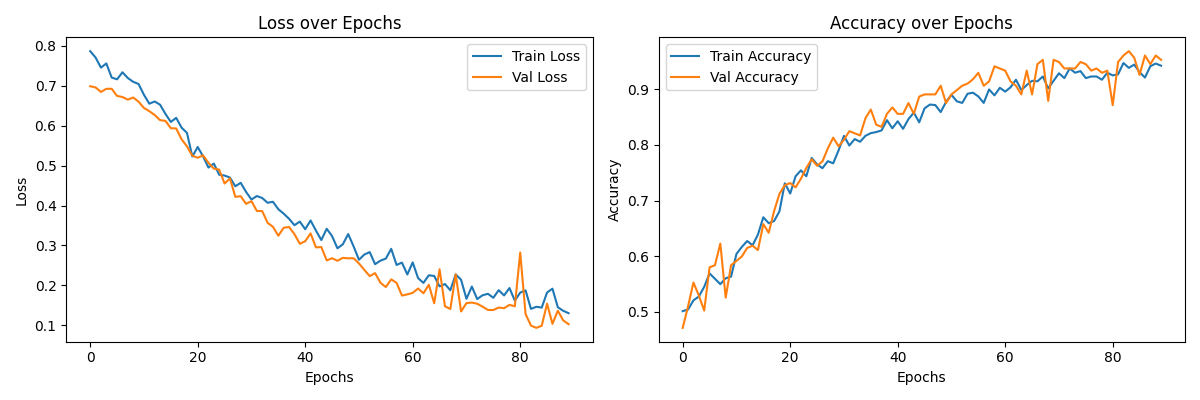 Loss over Epochs
Train Loss
Val Loss
0.8
0.7
0.6
0.5
0.4
0.3
0.2
0.1
Loss
0
20
40
60
80
Epochs
Accuracy over Epochs
Train Accuracy
Val Accuracy
0.9
0.8
0.7
0.6
0.5
Accuracy
0
20
40
60
80
Epochs